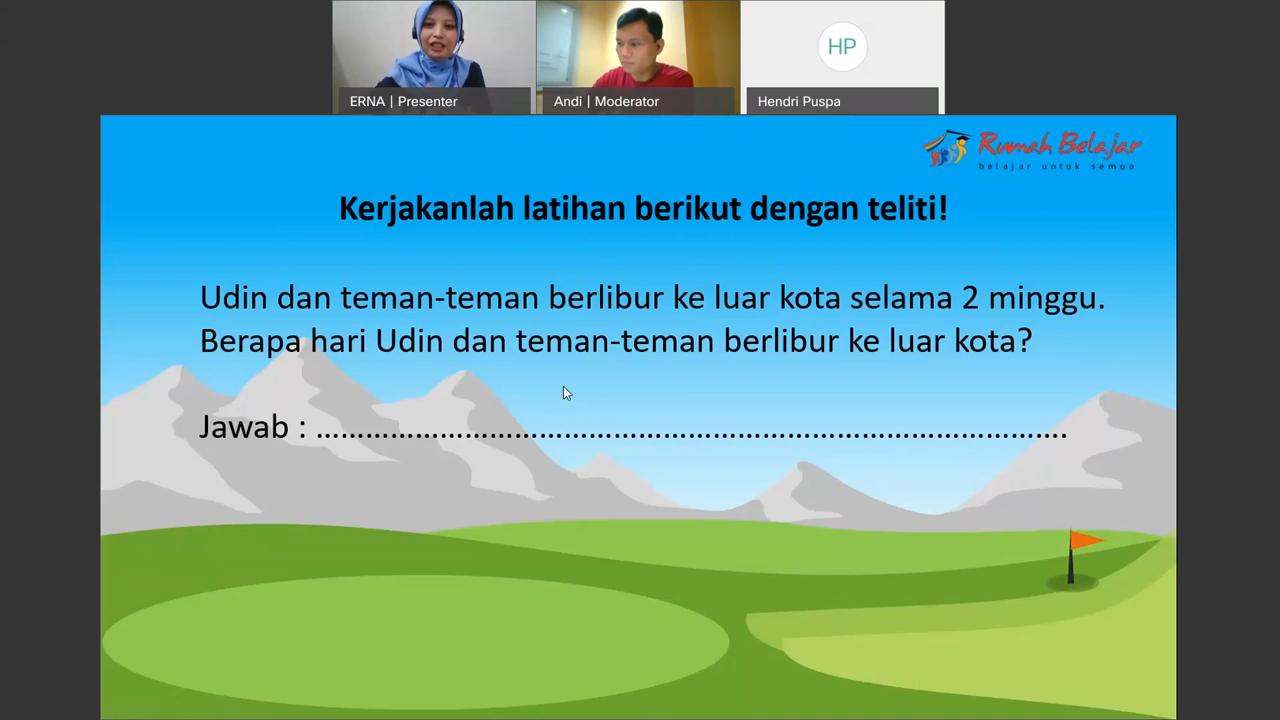 ERNA | Presenter
Andi | Moderator
HP
Hendri Puspa
Rumah Belajar
belajar untuk semua
Kerjakanlah latihan berikut dengan teliti!
Udin dan teman-teman berlibur ke luar kota selama 2 minggu.
Berapa hari Udin dan teman-teman berlibur ke luar kota?
Jawab : ……………………………………………………………………………….